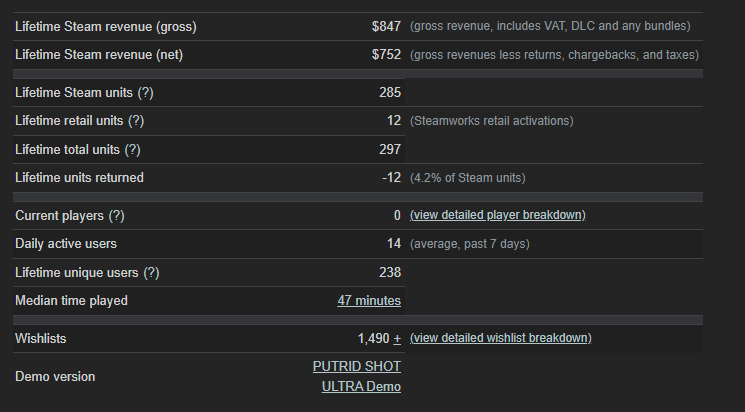 Lifetime Steam revenue (gross) $847 (gross revenue, includes VAT, DLC and any bundles)
Lifetime Steam revenue (net) $752 (gross revenues less returns, chargebacks, and taxes)
Lifetime Steam units (?) 285
Lifetime retail units (?) 12 (Steamworks retail activations)
Lifetime total units (?) 297
Lifetime units returned -12 (4.2% of Steam units)
Current players (?) 0 (view detailed player breakdown)
Daily active users 14 (average, past 7 days)
Lifetime unique users (?) 238
Median time played 47 minutes
Wishlists 1,490 + (view detailed wishlist breakdown)
Demo version PUTRID SHOT
ULTRA Demo